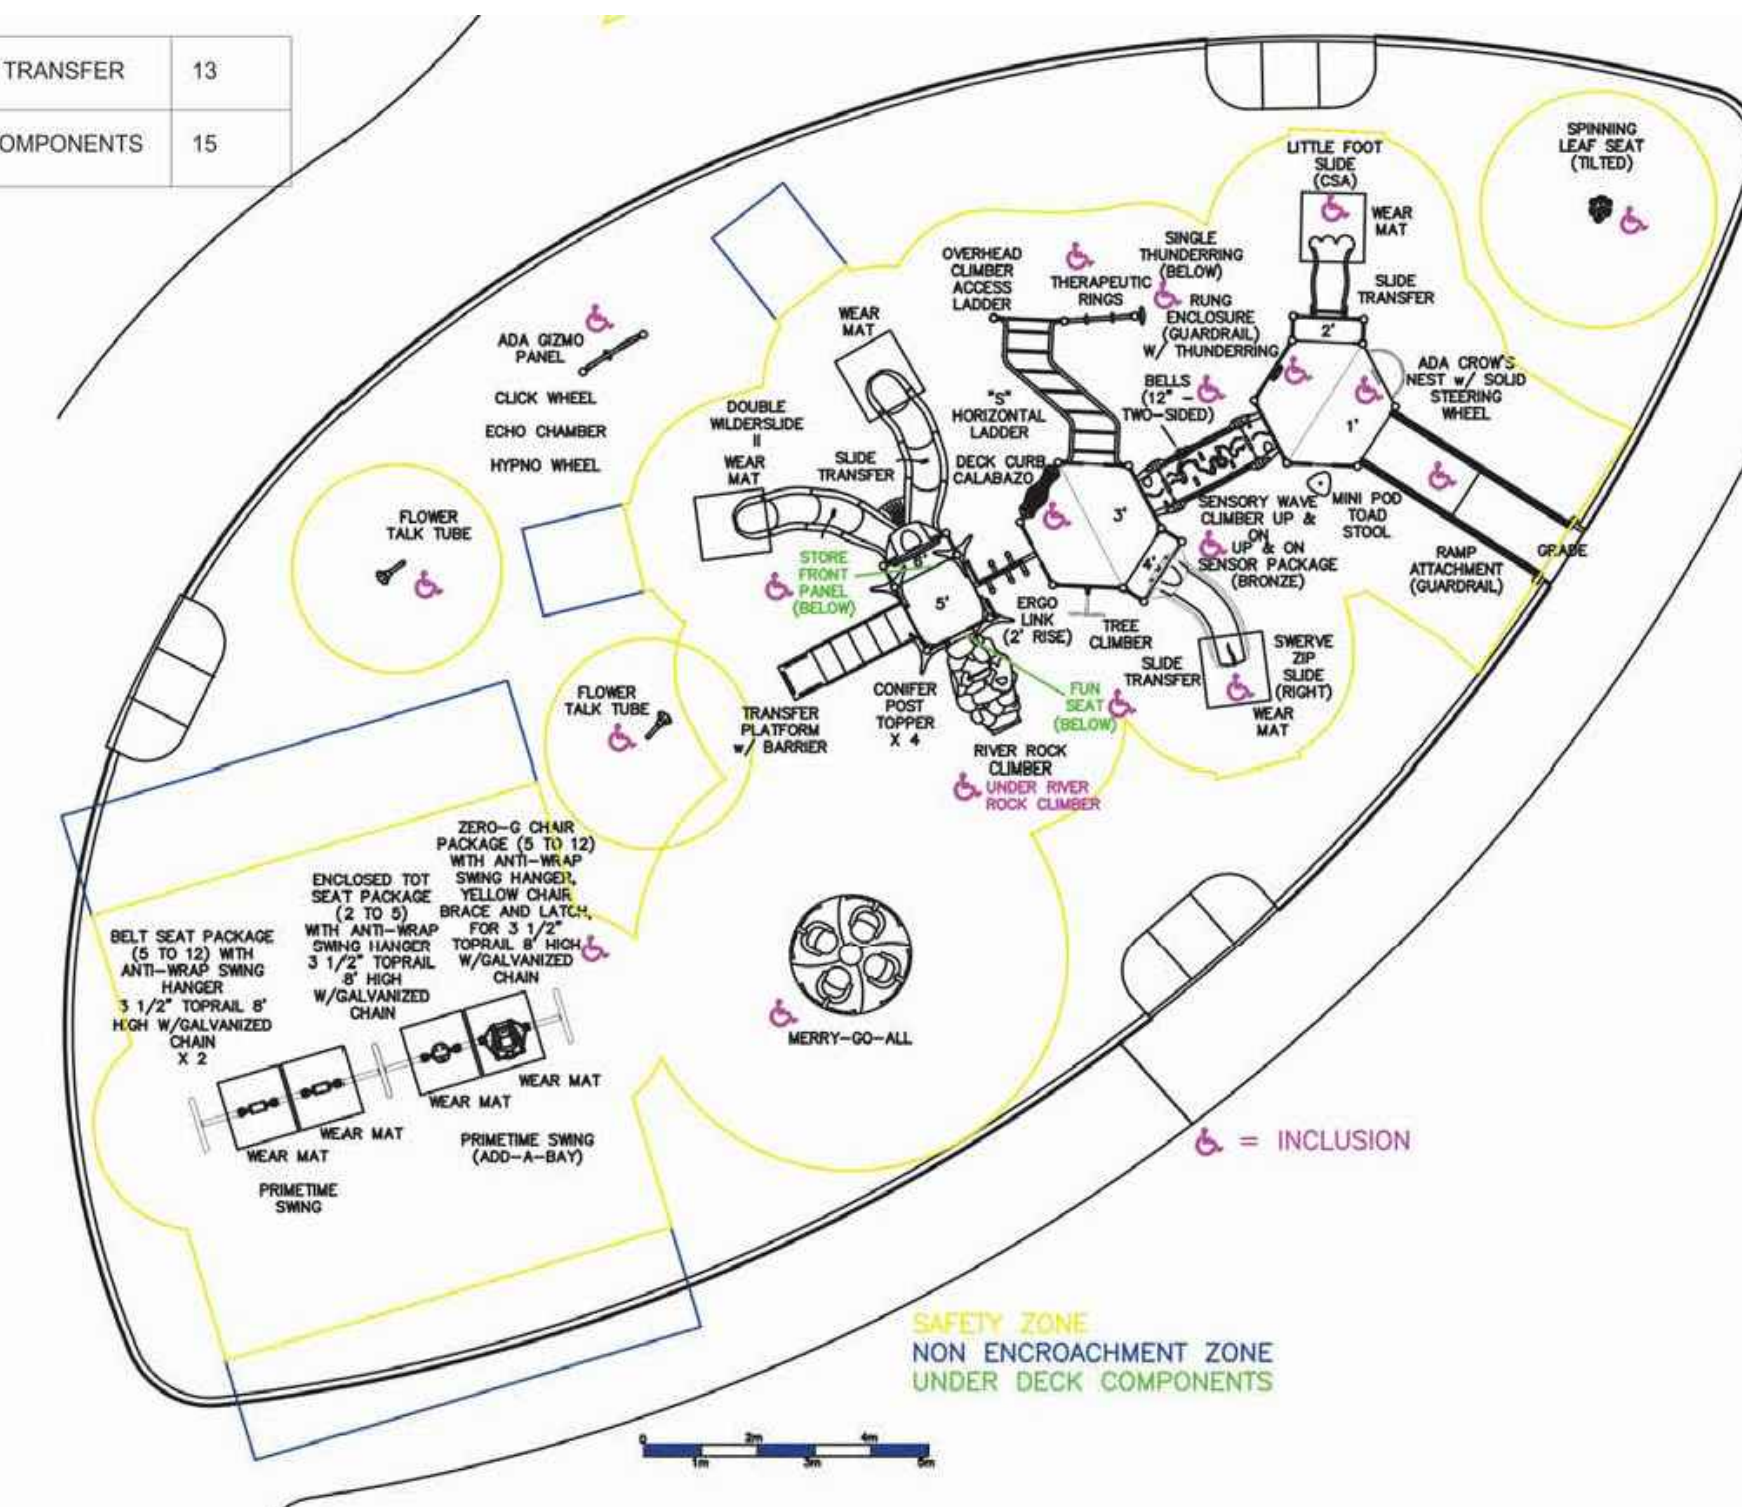 TRANSFER 13
OMPONENTS 15
SPINNING
LEAF SEAT
(TILTED)
LITTLE FOOT
SLIDE
(CSA)
WEAR
MAT
SLIDE
TRANSFER
2'
SINGLE
THUNDERRING
(BELOW)
OVERHEAD
CLIMBER
ACCESS
LADDER
THERAPEUTIC
RINGS
RUNG
ENCLOSURE
(GUARDRAIL)
W/ THUNDERRING
WEAR
MAT
ADA GIZMO
PANEL
CLICK WHEEL
ECHO CHAMBER
HYPNO WHEEL
ADA CROW'S
NEST w/ SOLID
STEERING
WHEEL
1'
BELLS
(12" –
TWO-SIDED)
"S"
HORIZONTAL
LADDER
DOUBLE
WILDERSLIDE
II
WEAR
MAT
SLIDE
TRANSFER
DECK CURB
CALABAZO
3'
SENSORY WAVE
CLIMBER UP &
ON
UP & ON
SENSOR PACKAGE
(BRONZE)
MINI POD
TOAD
STOOL
RAMP
ATTACHMENT
(GUARDRAIL)
GRADE
FLOWER
TALK TUBE
STORE
FRONT
PANEL
(BELOW)
6'
5'
4'
ERGO
LINK
(2' RISE)
TREE
CLIMBER
SLIDE
TRANSFER
SWERVE
ZIP
SLIDE
(RIGHT)
WEAR
MAT
FLOWER
TALK TUBE
TRANSFER
PLATFORM
w/ BARRIER
CONIFER
POST
TOPPER
X 4
FUN
SEAT
(BELOW)
RIVER ROCK
CLIMBER
UNDER RIVER
ROCK CLIMBER
ZERO-G CHAIR
PACKAGE (5 TO 12)
WITH ANTI-WRAP
SWING HANGER,
YELLOW CHAIR,
BRACE AND LATCH,
FOR 3 1/2"
TOPRAIL 8' HIGH
W/GALVANIZED
CHAIN
ENCLOSED TOT
SEAT PACKAGE
(2 TO 5)
WITH ANTI-WRAP
SWING HANGER
3 1/2" TOPRAIL
8' HIGH
W/GALVANIZED
CHAIN
BELT SEAT PACKAGE
(5 TO 12) WITH
ANTI-WRAP SWING
HANGER
3 1/2" TOPRAIL 8'
HIGH W/GALVANIZED
CHAIN
X 2
MERRY-GO-ALL
WEAR MAT
WEAR MAT
WEAR MAT
WEAR MAT
PRIMETIME SWING
(ADD-A-BAY)
PRIMETIME
SWING
= INCLUSION
SAFETY ZONE
NON ENCROACHMENT ZONE
UNDER DECK COMPONENTS
0 2m 4m
1m 3m 5m